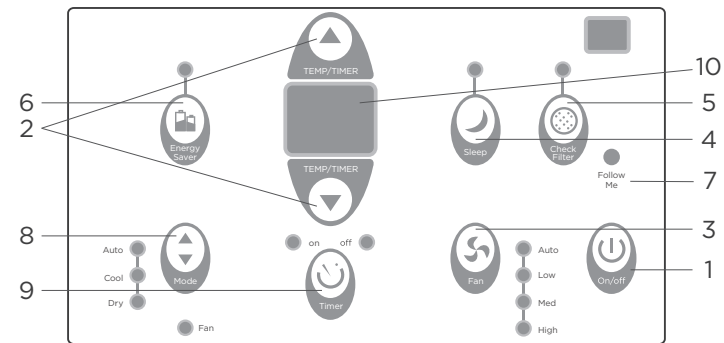 TEMP/TIMER
10
6
5
2
4
Energy
Saver
Sleep
Check
Filter
TEMP/TIMER
Follow
Me
7
8
3
Auto
on off
Auto
Cool
Mode
Fan
Low
On/off
1
9
Dry
Timer
Med
Fan
High